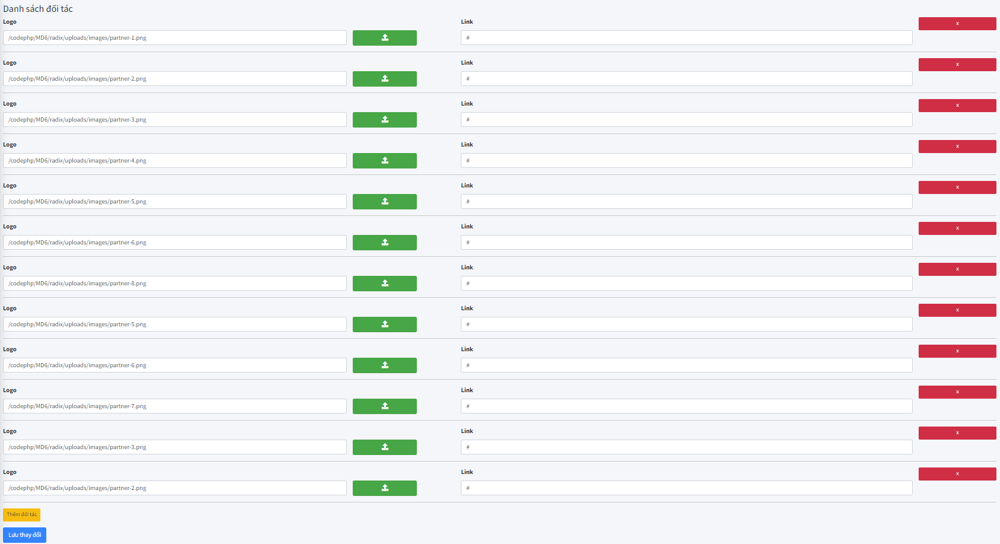 Danh sách đối tác
Logo Link x
/codephp/MD6/radix/uploads/images/partner-1.png #
Logo Link x
/codephp/MD6/radix/uploads/images/partner-2.png #
Logo Link x
/codephp/MD6/radix/uploads/images/partner-3.png #
Logo Link x
/codephp/MD6/radix/uploads/images/partner-4.png #
Logo Link x
/codephp/MD6/radix/uploads/images/partner-5.png #
Logo Link x
/codephp/MD6/radix/uploads/images/partner-6.png #
Logo Link x
/codephp/MD6/radix/uploads/images/partner-8.png #
Logo Link x
/codephp/MD6/radix/uploads/images/partner-5.png #
Logo Link x
/codephp/MD6/radix/uploads/images/partner-6.png #
Logo Link x
/codephp/MD6/radix/uploads/images/partner-7.png #
Logo Link x
/codephp/MD6/radix/uploads/images/partner-3.png #
Logo Link x
/codephp/MD6/radix/uploads/images/partner-2.png #
Thêm đối tác
Lưu thay đổi